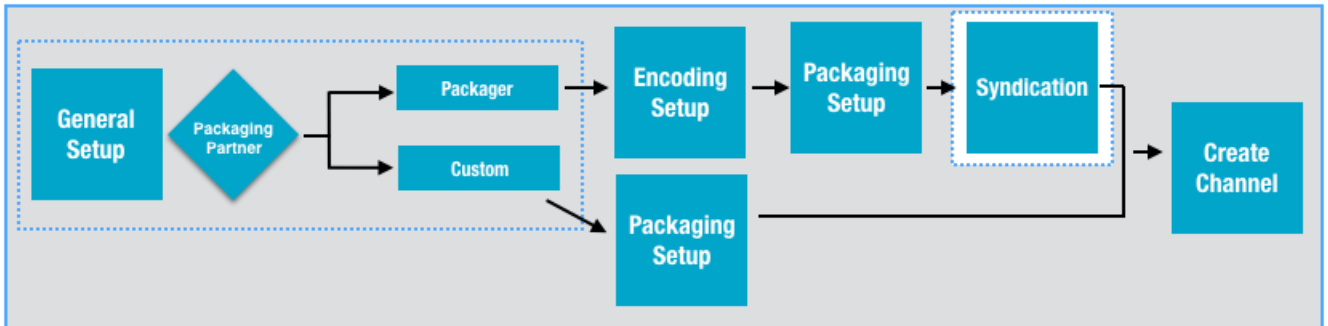 General
Setup
Packaging
Partner
Packager
Custom
Encoding
Setup
Packaging
Setup
Packaging
Setup
Syndication
Create
Channel